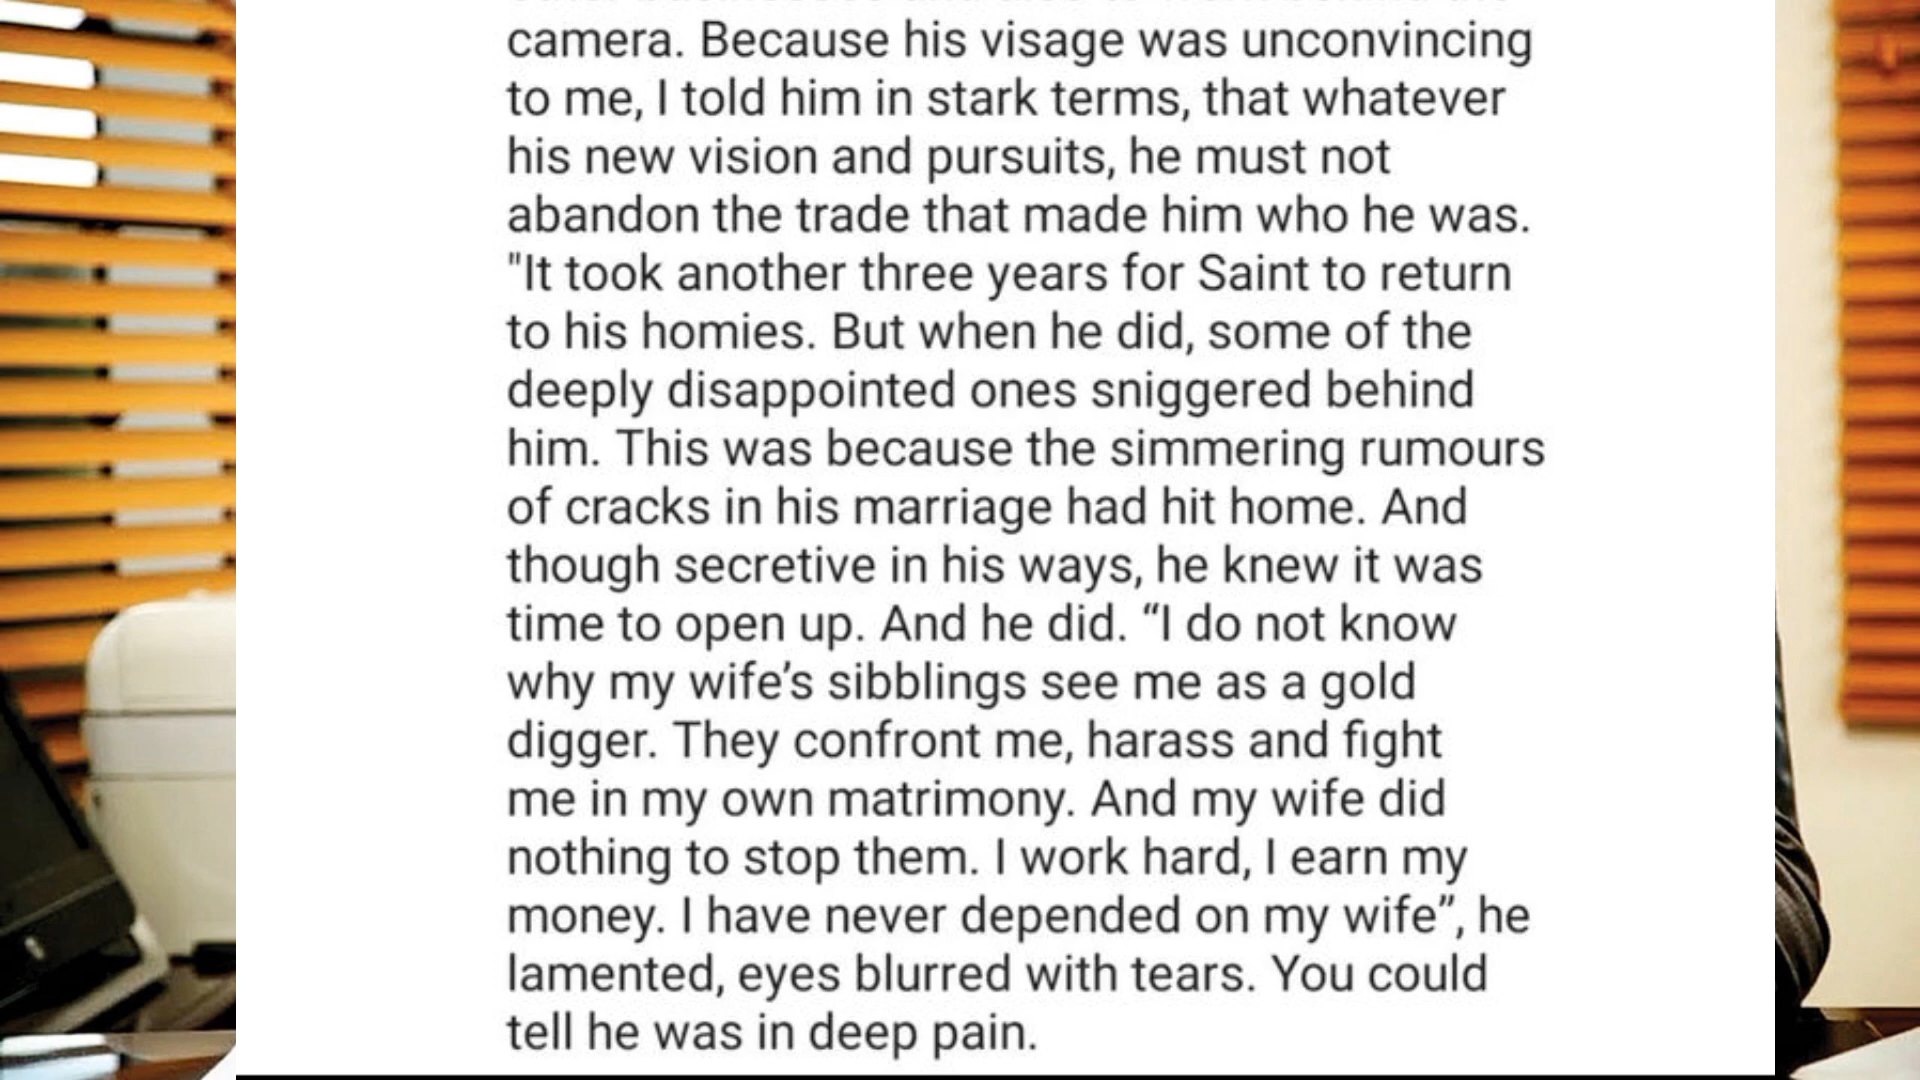 camera. Because his visage was unconvincing
to me, I told him in stark terms, that whatever
his new vision and pursuits, he must not
abandon the trade that made him who he was.
"It took another three years for Saint to return
to his homies. But when he did, some of the
deeply disappointed ones sniggered behind
him. This was because the simmering rumours
of cracks in his marriage had hit home. And
though secretive in his ways, he knew it was
time to open up. And he did. “I do not know
why my wife’s sibblings see me as a gold
digger. They confront me, harass and fight
me in my own matrimony. And my wife did
nothing to stop them. I work hard, I earn my
money. I have never depended on my wife”, he
lamented, eyes blurred with tears. You could
tell he was in deep pain.